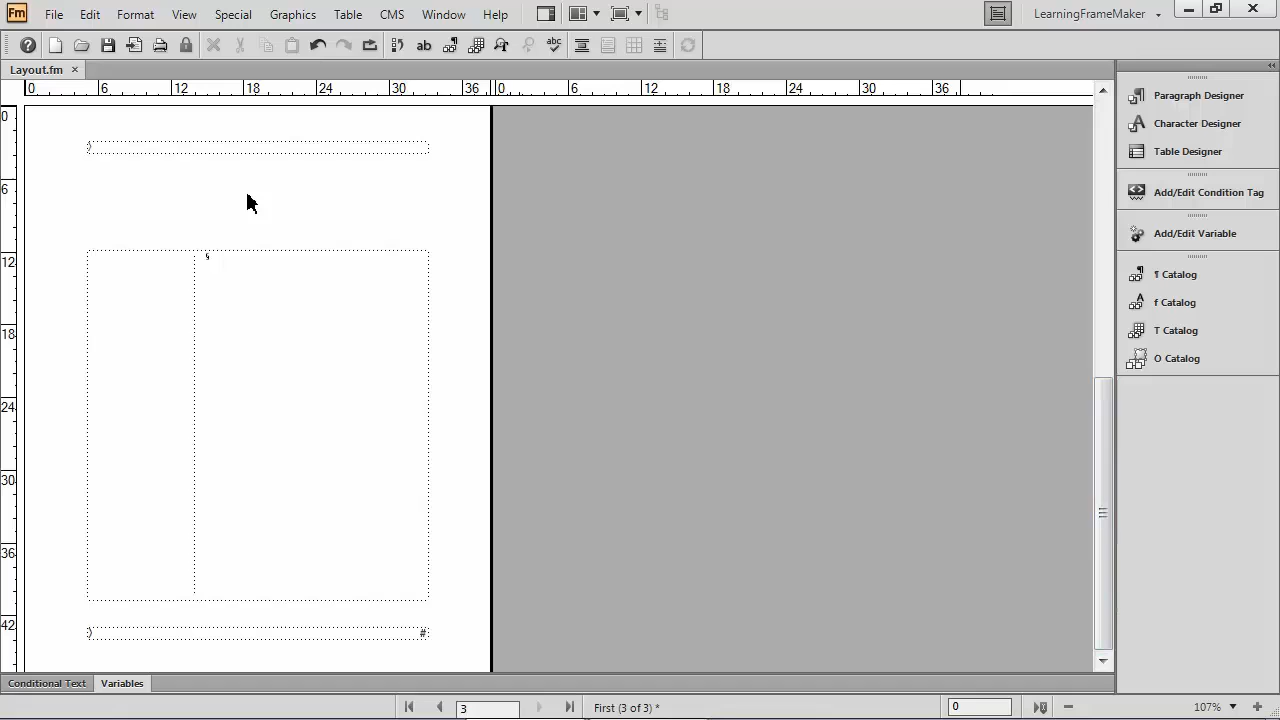 Fm File Edit Format View Special Graphics Table CMS Window Help LearningFrameMaker
Layout.fm
0 6 12 18 24 30 36 0 6 12 18 24 30 36
0
6
12
18
24
30
36
42
#
Paragraph Designer
Character Designer
Table Designer
Add/Edit Condition Tag
Add/Edit Variable
¶ Catalog
f Catalog
T Catalog
O Catalog
Conditional Text Variables
3 First (3 of 3) * 0 107%